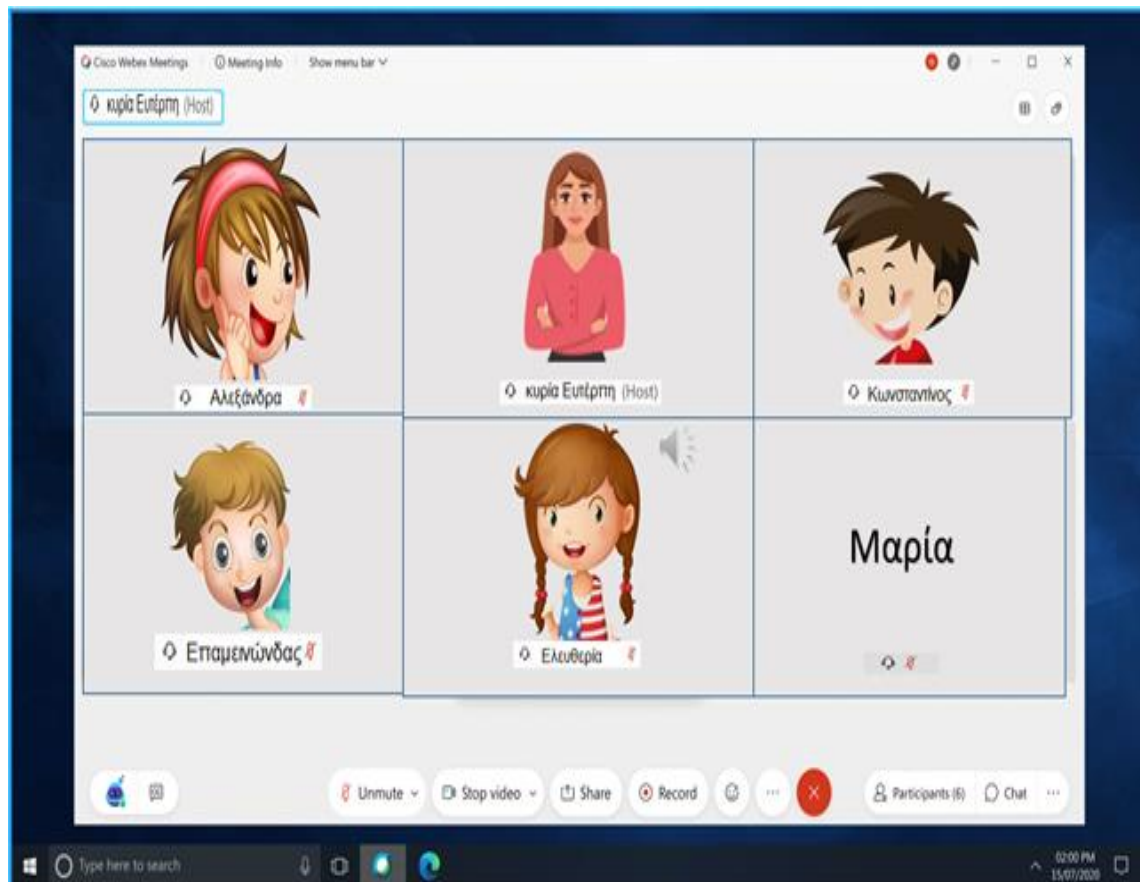 Cisco Webex Meetings Meeting Info Show menu bar
κυρία Ευτέρπη (Host)
Αλεξάνδρα
κυρία Ευτέρπη (Host)
Κωνσταντίνος
Μαρία
Επαμεινώνδας
Ελευθερία
Unmute Stop video Share Record Participants (6) Chat
Type here to search
02:00 PM
15/07/2020